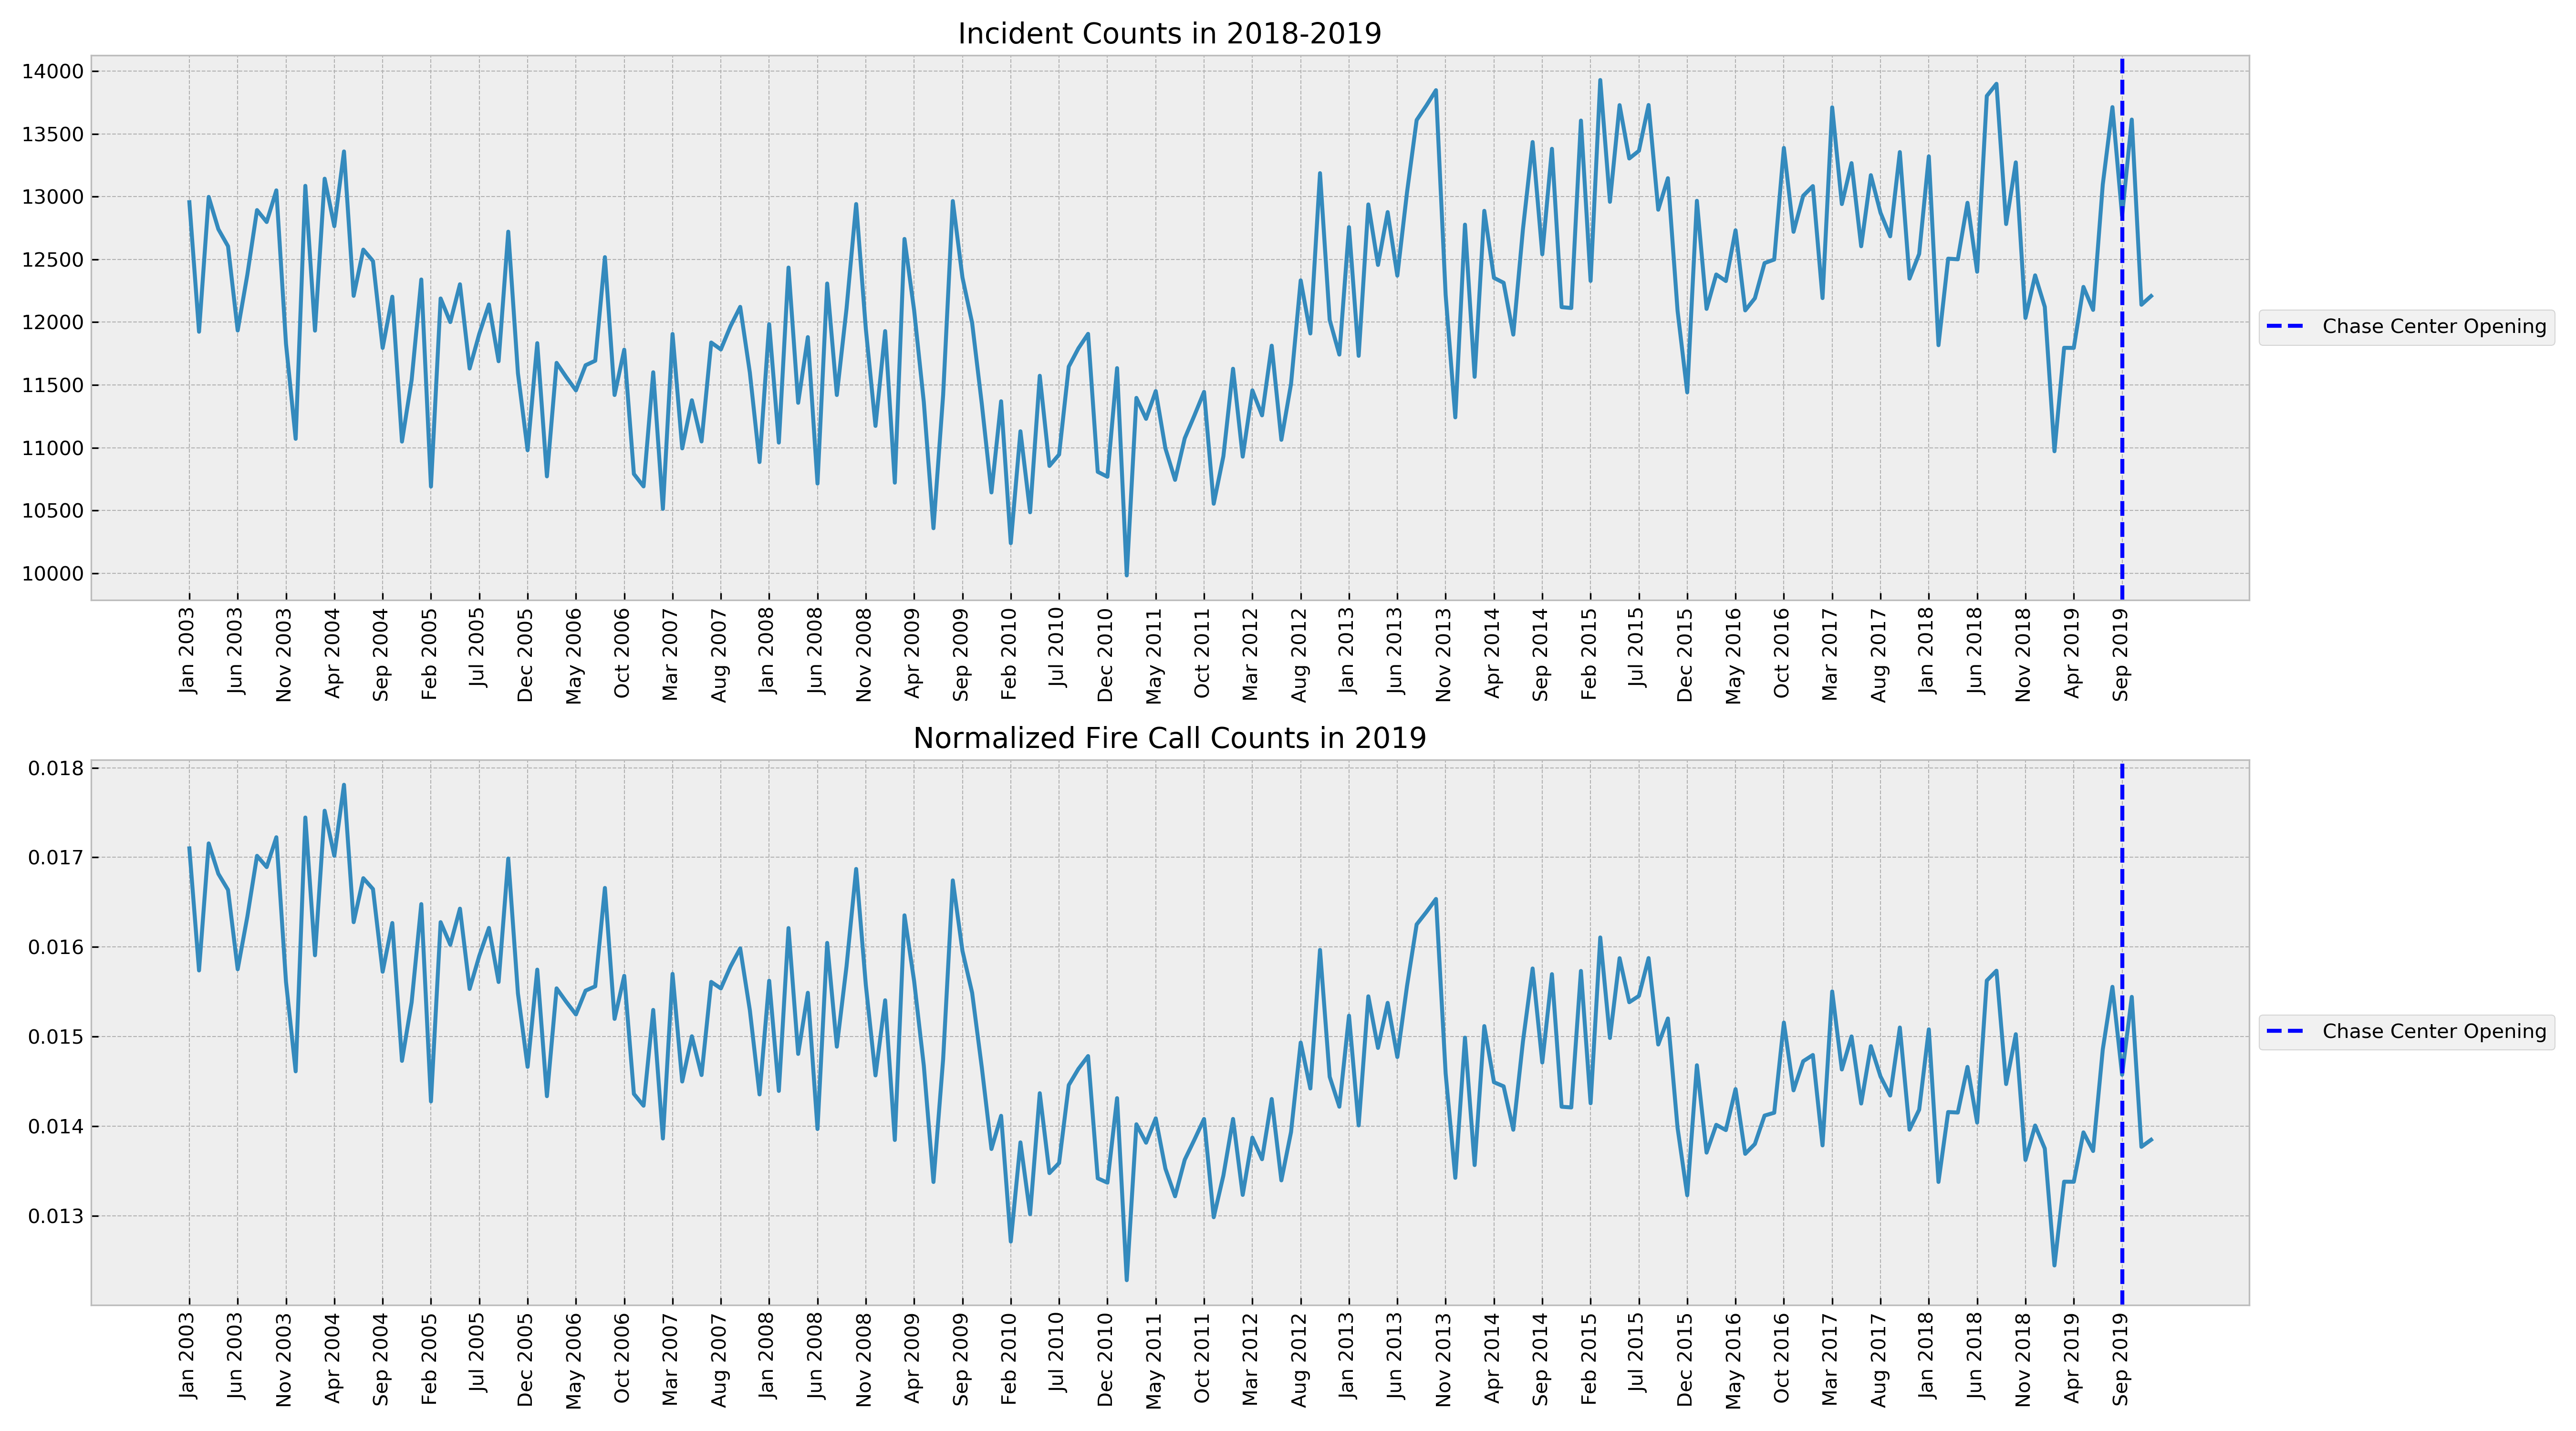 Incident Counts in 2018-2019
14000
13500
13000
12500
12000
11500
11000
10500
10000
Jan 2003
Jun 2003
Nov 2003
Apr 2004
Sep 2004
Feb 2005
Jul 2005
Dec 2005
May 2006
Oct 2006
Mar 2007
Aug 2007
Jan 2008
Jun 2008
Nov 2008
Apr 2009
Sep 2009
Feb 2010
Jul 2010
Dec 2010
May 2011
Oct 2011
Mar 2012
Aug 2012
Jan 2013
Jun 2013
Nov 2013
Apr 2014
Sep 2014
Feb 2015
Jul 2015
Dec 2015
May 2016
Oct 2016
Mar 2017
Aug 2017
Jan 2018
Jun 2018
Nov 2018
Apr 2019
Sep 2019
Chase Center Opening
Normalized Fire Call Counts in 2019
0.018
0.017
0.016
0.015
0.014
0.013
Jan 2003
Jun 2003
Nov 2003
Apr 2004
Sep 2004
Feb 2005
Jul 2005
Dec 2005
May 2006
Oct 2006
Mar 2007
Aug 2007
Jan 2008
Jun 2008
Nov 2008
Apr 2009
Sep 2009
Feb 2010
Jul 2010
Dec 2010
May 2011
Oct 2011
Mar 2012
Aug 2012
Jan 2013
Jun 2013
Nov 2013
Apr 2014
Sep 2014
Feb 2015
Jul 2015
Dec 2015
May 2016
Oct 2016
Mar 2017
Aug 2017
Jan 2018
Jun 2018
Nov 2018
Apr 2019
Sep 2019
Chase Center Opening